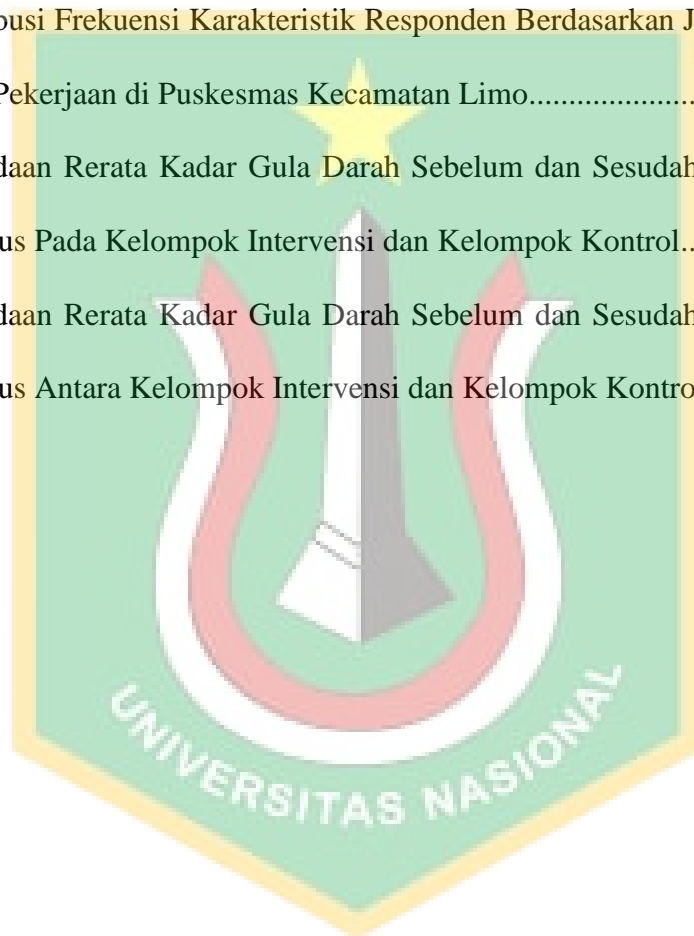 busi Frekuensi Karakteristik Responden Berdasarkan J
Pekerjaan di Puskesmas Kecamatan Limo.....................
daan Rerata Kadar Gula Darah Sebelum dan Sesudah
us Pada Kelompok Intervensi dan Kelompok Kontrol..
daan Rerata Kadar Gula Darah Sebelum dan Sesudah
us Antara Kelompok Intervensi dan Kelompok Kontro
UNIVERSITAS NASIONAL